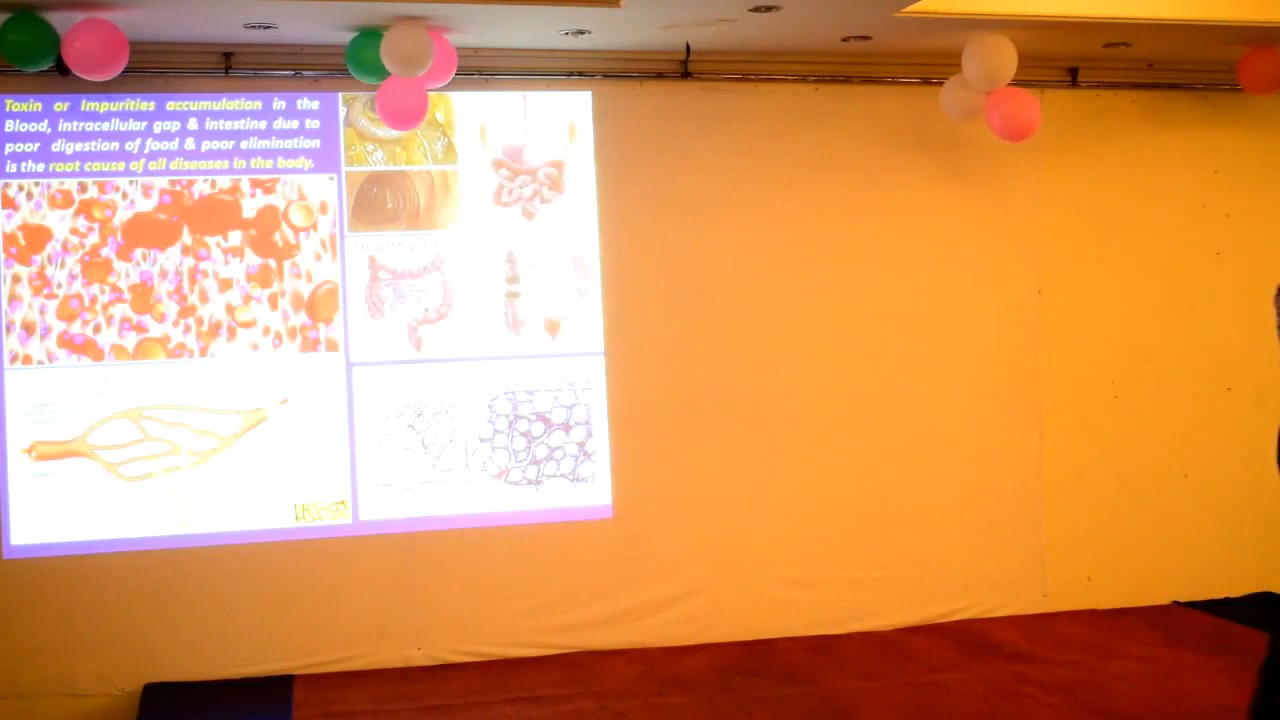 Toxin or Impurities accumulation in the
Blood, intracellular gap & intestine due to
poor digestion of food & poor elimination
is the root cause of all diseases in the body.
Healthy